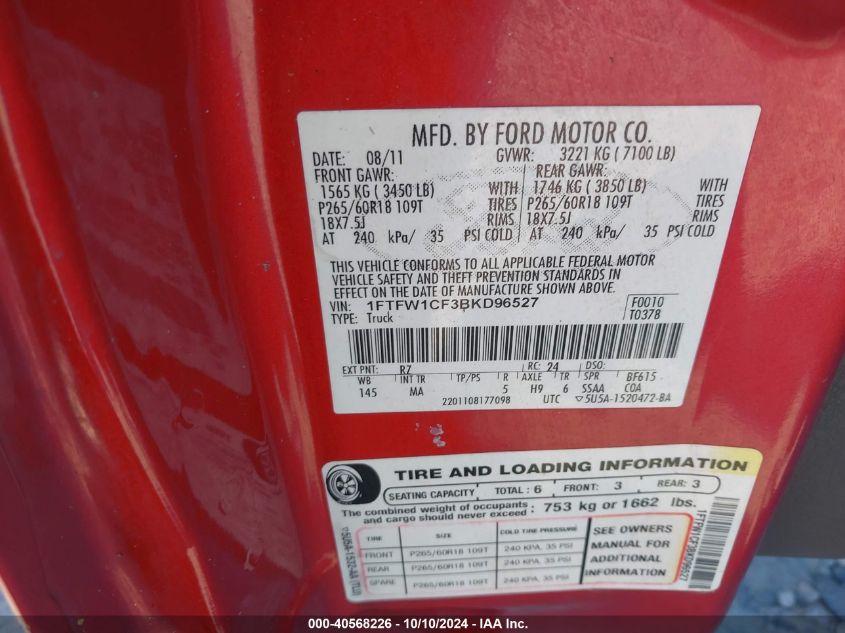 MFD. BY FORD MOTOR CO.
DATE: 08/11 GVWR: 3221 KG ( 7100 LB)
FRONT GAWR: REAR GAWR:
1565 KG ( 3450 LB) WITH 1746 KG ( 3850 LB) WITH
P265/60R18 109T TIRES P265/60R18 109T TIRES
18X7.5J RIMS 18X7.5J RIMS
AT 240 kPa/ 35 PSI COLD AT 240 kPa/ 35 PSI COLD
THIS VEHICLE CONFORMS TO ALL APPLICABLE FEDERAL MOTOR
VEHICLE SAFETY AND THEFT PREVENTION STANDARDS IN
EFFECT ON THE DATE OF MANUFACTURE SHOWN ABOVE.
VIN: 1FTFW1CF3BKD96527 F0010
TYPE: Truck T0378
EXT PNT: R7 RC: 24 DSO:
WB INT TR TP/PS R AXLE TR SPR BF615
145 MA 5 H9 6 SSAA COA
2201108177098 UTC ▽5U5A-1520472-BA
TIRE AND LOADING INFORMATION
SEATING CAPACITY TOTAL: 6 FRONT: 3 REAR: 3
The combined weight of occupants and cargo should never exceed : 753 kg or 1662 lbs.
TIRE SIZE COLD TIRE PRESSURE
FRONT P265/60R18 109T 240 KPA, 35 PSI
REAR P265/60R18 109T 240 KPA, 35 PSI
SPARE P265/60R18 109T 240 KPA, 35 PSI
SEE OWNERS
MANUAL FOR
ADDITIONAL
INFORMATION
▽5U5A-1532-AA (TLU)
1FTFW1CF3BKD96527
000-40568226 - 10/10/2024 - IAA Inc.